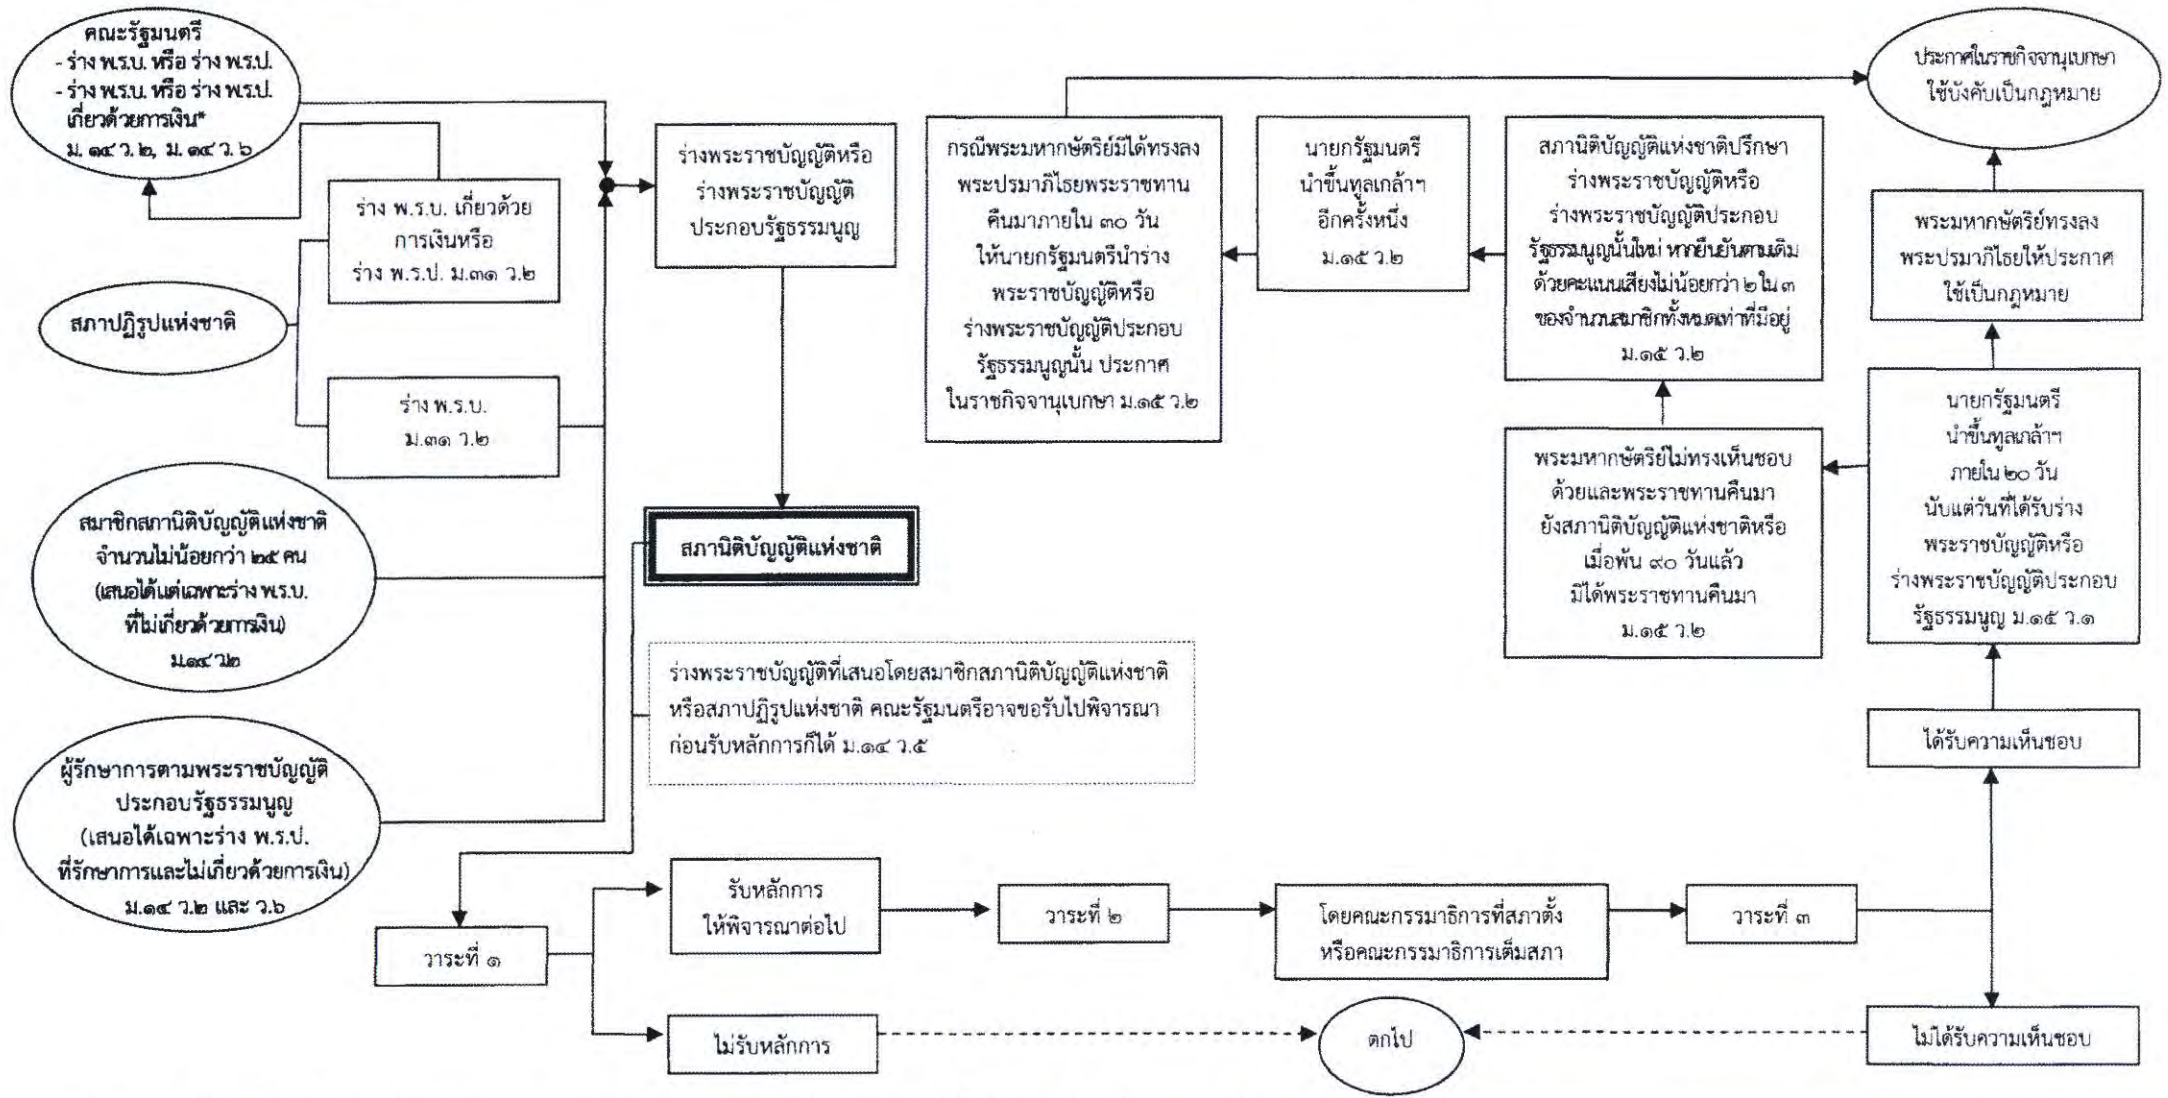 คณะรัฐมนตรี
- ร่าง พ.ร.บ. หรือ ร่าง พ.ร.ป.
- ร่าง พ.ร.บ. หรือ ร่าง พ.ร.ป.
เกี่ยวด้วยการเงิน*
ม. ๑๔ ว. ๒, ม. ๑๔ ว. ๖
ร่าง พ.ร.บ. เกี่ยวด้วย
การเงินหรือ
ร่าง พ.ร.ป. ม.๓๑ ว.๒
สภาปฏิรูปแห่งชาติ
ร่าง พ.ร.บ.
ม.๓๑ ว.๒
สมาชิกสภานิติบัญญัติแห่งชาติ
จำนวนไม่น้อยกว่า ๒๕ คน
(เสนอได้แต่เฉพาะร่าง พ.ร.บ.
ที่ไม่เกี่ยวด้วยการเงิน)
ม.๑๔ ว.๒
ผู้รักษาการตามพระราชบัญญัติ
ประกอบรัฐธรรมนูญ
(เสนอได้เฉพาะร่าง พ.ร.ป.
ที่รักษาการและไม่เกี่ยวด้วยการเงิน)
ม.๑๔ ว.๒ และ ว.๖
ร่างพระราชบัญญัติหรือ
ร่างพระราชบัญญัติ
ประกอบรัฐธรรมนูญ
สภานิติบัญญัติแห่งชาติ
ร่างพระราชบัญญัติที่เสนอโดยสมาชิกสภานิติบัญญัติแห่งชาติ
หรือสภาปฏิรูปแห่งชาติ คณะรัฐมนตรีอาจขอรับไปพิจารณา
ก่อนรับหลักการก็ได้ ม.๑๔ ว.๕
วาระที่ ๑
รับหลักการ
ให้พิจารณาต่อไป
ไม่รับหลักการ
วาระที่ ๒
โดยคณะกรรมาธิการที่สภาตั้ง
หรือคณะกรรมาธิการเต็มสภา
วาระที่ ๓
ตกไป
ไม่ได้รับความเห็นชอบ
ได้รับความเห็นชอบ
นายกรัฐมนตรี
นำขึ้นทูลเกล้าฯ
ภายใน ๒๐ วัน
นับแต่วันที่ได้รับร่าง
พระราชบัญญัติหรือ
ร่างพระราชบัญญัติประกอบ
รัฐธรรมนูญ ม.๑๕ ว.๑
พระมหากษัตริย์ทรงลง
พระปรมาภิไธยให้ประกาศ
ใช้เป็นกฎหมาย
ประกาศในราชกิจจานุเบกษา
ใช้บังคับเป็นกฎหมาย
พระมหากษัตริย์ไม่ทรงเห็นชอบ
ด้วยและพระราชทานคืนมา
ยังสภานิติบัญญัติแห่งชาติหรือ
เมื่อพ้น ๙๐ วันแล้ว
มิได้พระราชทานคืนมา
ม.๑๕ ว.๒
สภานิติบัญญัติแห่งชาติปรึกษา
ร่างพระราชบัญญัติหรือ
ร่างพระราชบัญญัติประกอบ
รัฐธรรมนูญนั้นใหม่ หากยืนยันตามเดิม
ด้วยคะแนนเสียงไม่น้อยกว่า ๒ ใน ๓
ของจำนวนสมาชิกทั้งหมดเท่าที่มีอยู่
ม.๑๕ ว.๒
นายกรัฐมนตรี
นำขึ้นทูลเกล้าฯ
อีกครั้งหนึ่ง
ม.๑๕ ว.๒
กรณีพระมหากษัตริย์มิได้ทรงลง
พระปรมาภิไธยพระราชทาน
คืนมาภายใน ๓๐ วัน
ให้นายกรัฐมนตรีนำร่าง
พระราชบัญญัติหรือ
ร่างพระราชบัญญัติประกอบ
รัฐธรรมนูญนั้น ประกาศ
ในราชกิจจานุเบกษา ม.๑๕ ว.๒